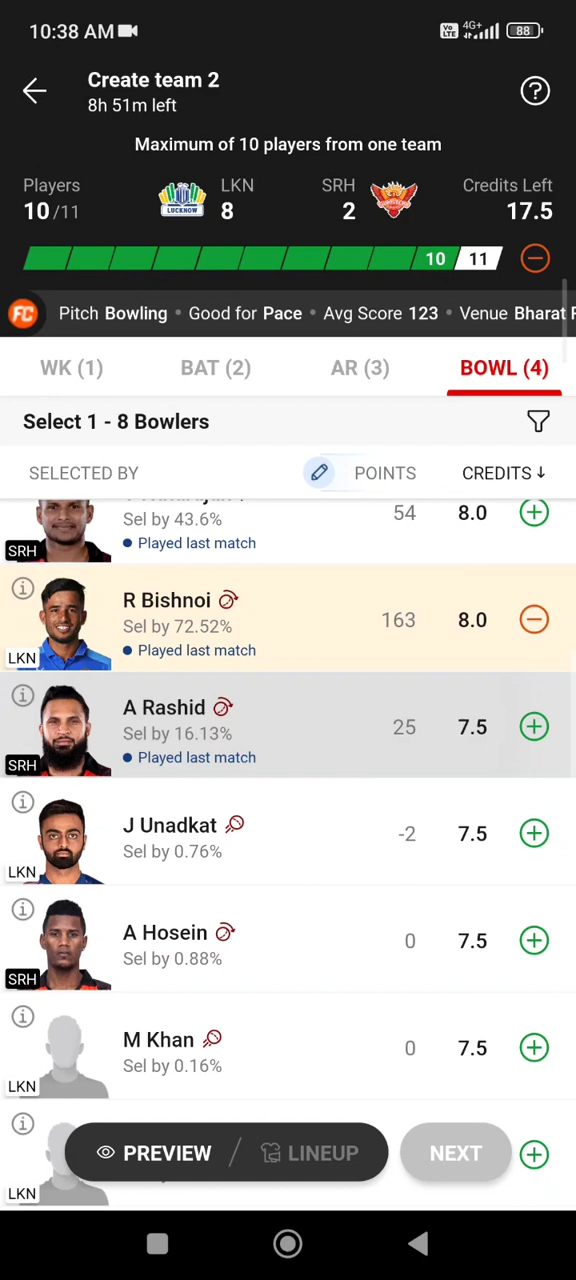 10:38 AM
Vo LTE 4G+ 88
Create team 2
8h 51m left
Maximum of 10 players from one team
Players LKN SRH Credits Left
10/11 LUCKNOW 8 2 17.5
10 11
FC Pitch Bowling • Good for Pace • Avg Score 123 • Venue Bharat
WK (1) BAT (2) AR (3) BOWL (4)
Select 1 - 8 Bowlers
SELECTED BY POINTS CREDITS↓
Sel by 43.6% 54 8.0
SRH Played last match
R Bishnoi
Sel by 72.52% 163 8.0
LKN Played last match
A Rashid
Sel by 16.13% 25 7.5
SRH Played last match
J Unadkat
Sel by 0.76% -2 7.5
LKN
A Hosein
Sel by 0.88% 0 7.5
SRH
M Khan
Sel by 0.16% 0 7.5
LKN
PREVIEW / LINEUP NEXT
LKN